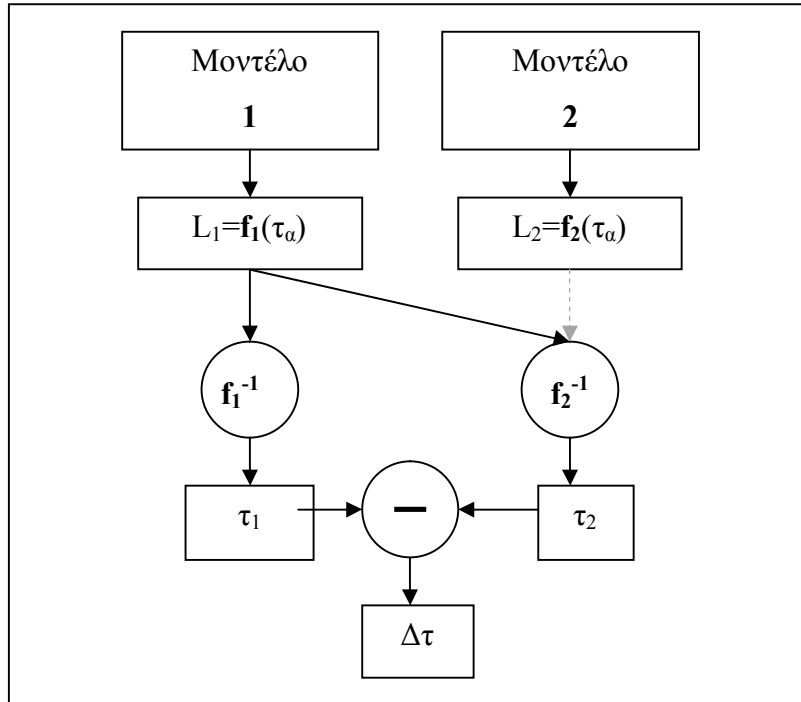 Μοντέλο
1
Μοντέλο
2
L₁=f₁(τα)
L₂=f₂(τα)
f₁⁻¹
f₂⁻¹
τ₁
−
τ₂
Δτ